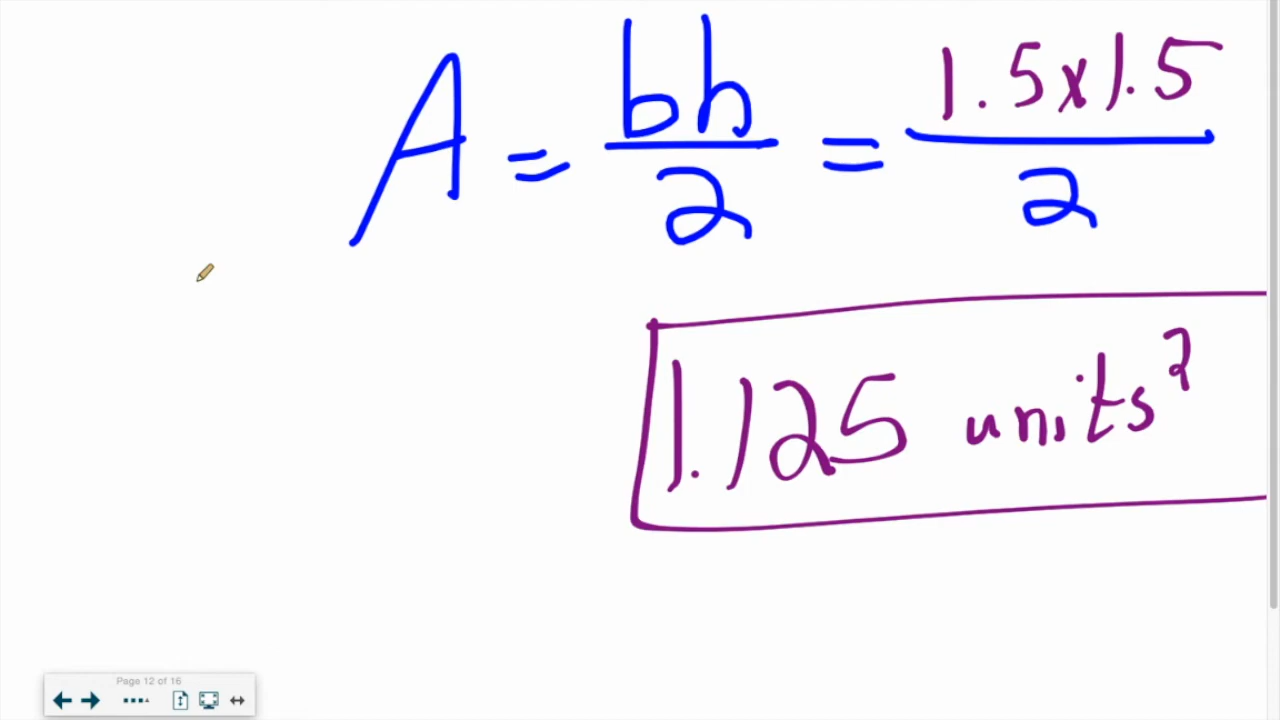 A = bh/2 = 1.5x1.5/2
1.125 units²
Page 12 of 16